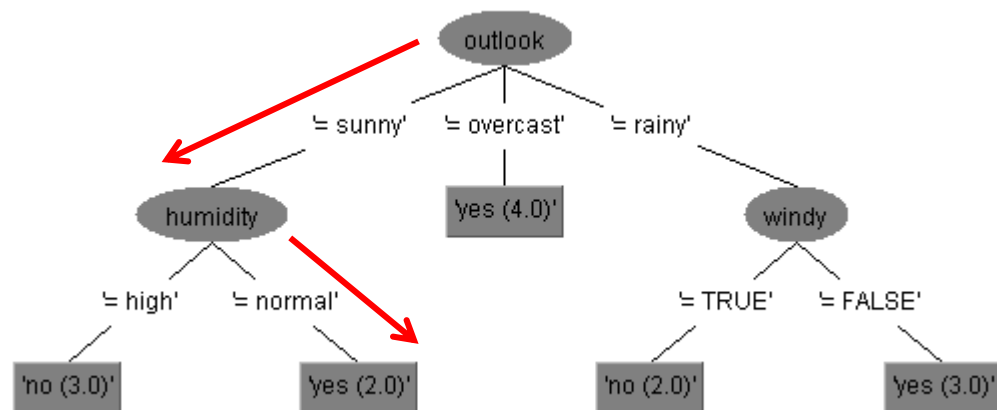 outlook
'= sunny' '= overcast' '= rainy'
humidity 'yes (4.0)' windy
'= high' '= normal' '= TRUE' '= FALSE'
'no (3.0)' 'yes (2.0)' 'no (2.0)' 'yes (3.0)'